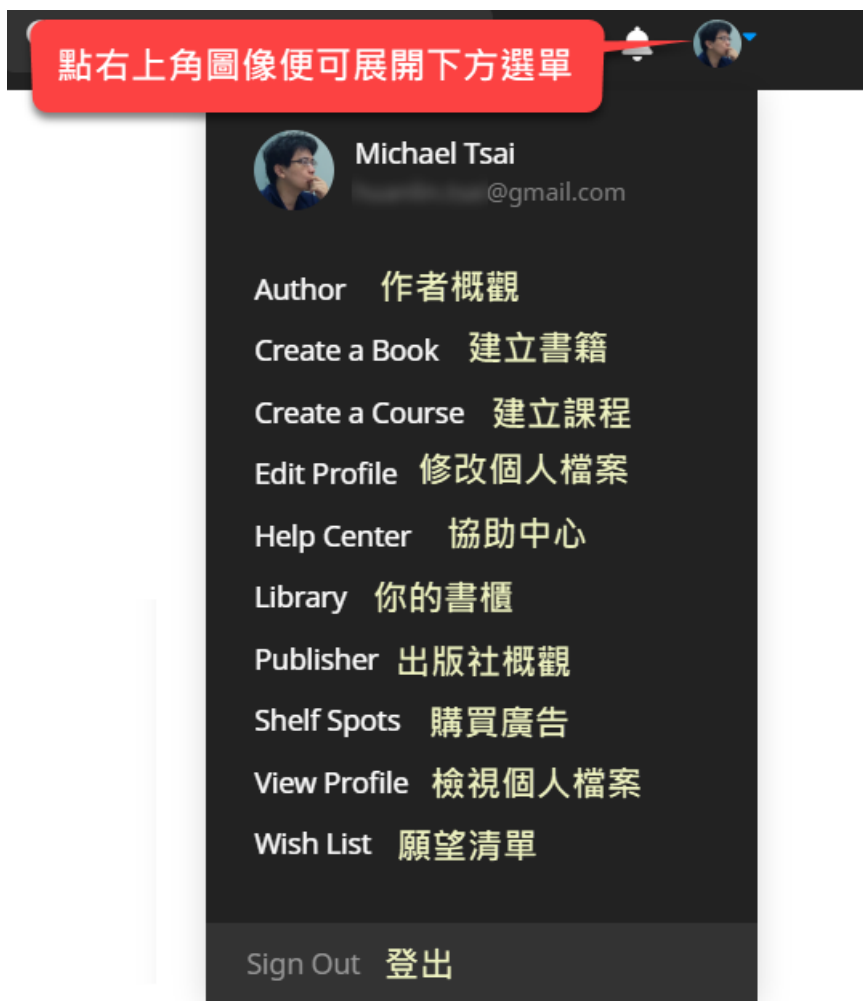 點右上角圖像便可展開下方選單
Michael Tsai
@gmail.com
Author 作者概觀
Create a Book 建立書籍
Create a Course 建立課程
Edit Profile 修改個人檔案
Help Center 協助中心
Library 你的書櫃
Publisher 出版社概觀
Shelf Spots 購買廣告
View Profile 檢視個人檔案
Wish List 願望清單
Sign Out 登出